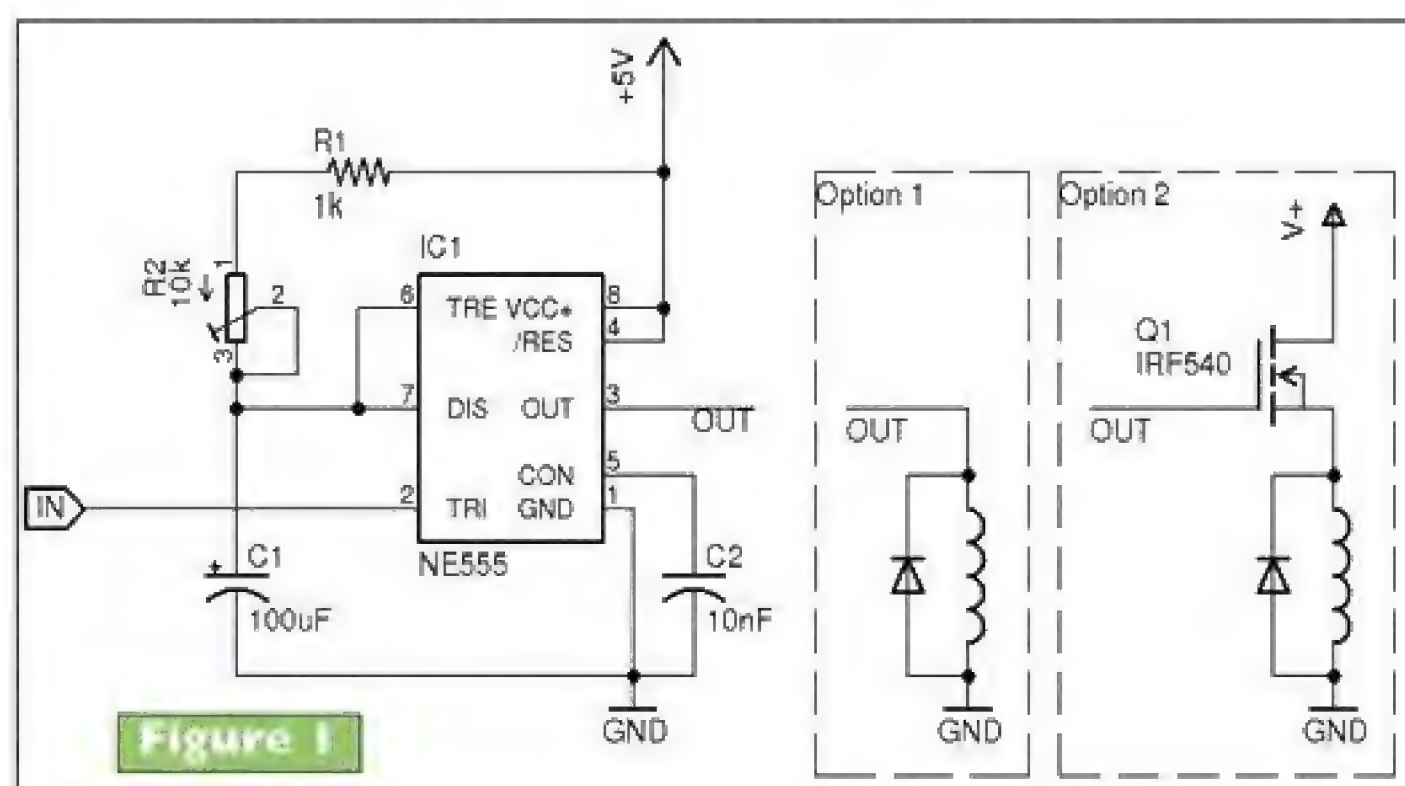 +5V
R1
1k
R2
10k
1
2
3
IC1
6
TRE
VCC+
8
/RES
4
7
DIS
OUT
3
OUT
CON
5
2
TRI
GND
1
IN
NE555
+
C1
100uF
C2
10nF
GND
Figure 1
Option 1
OUT
GND
Option 2
V+
Q1
IRF540
OUT
GND